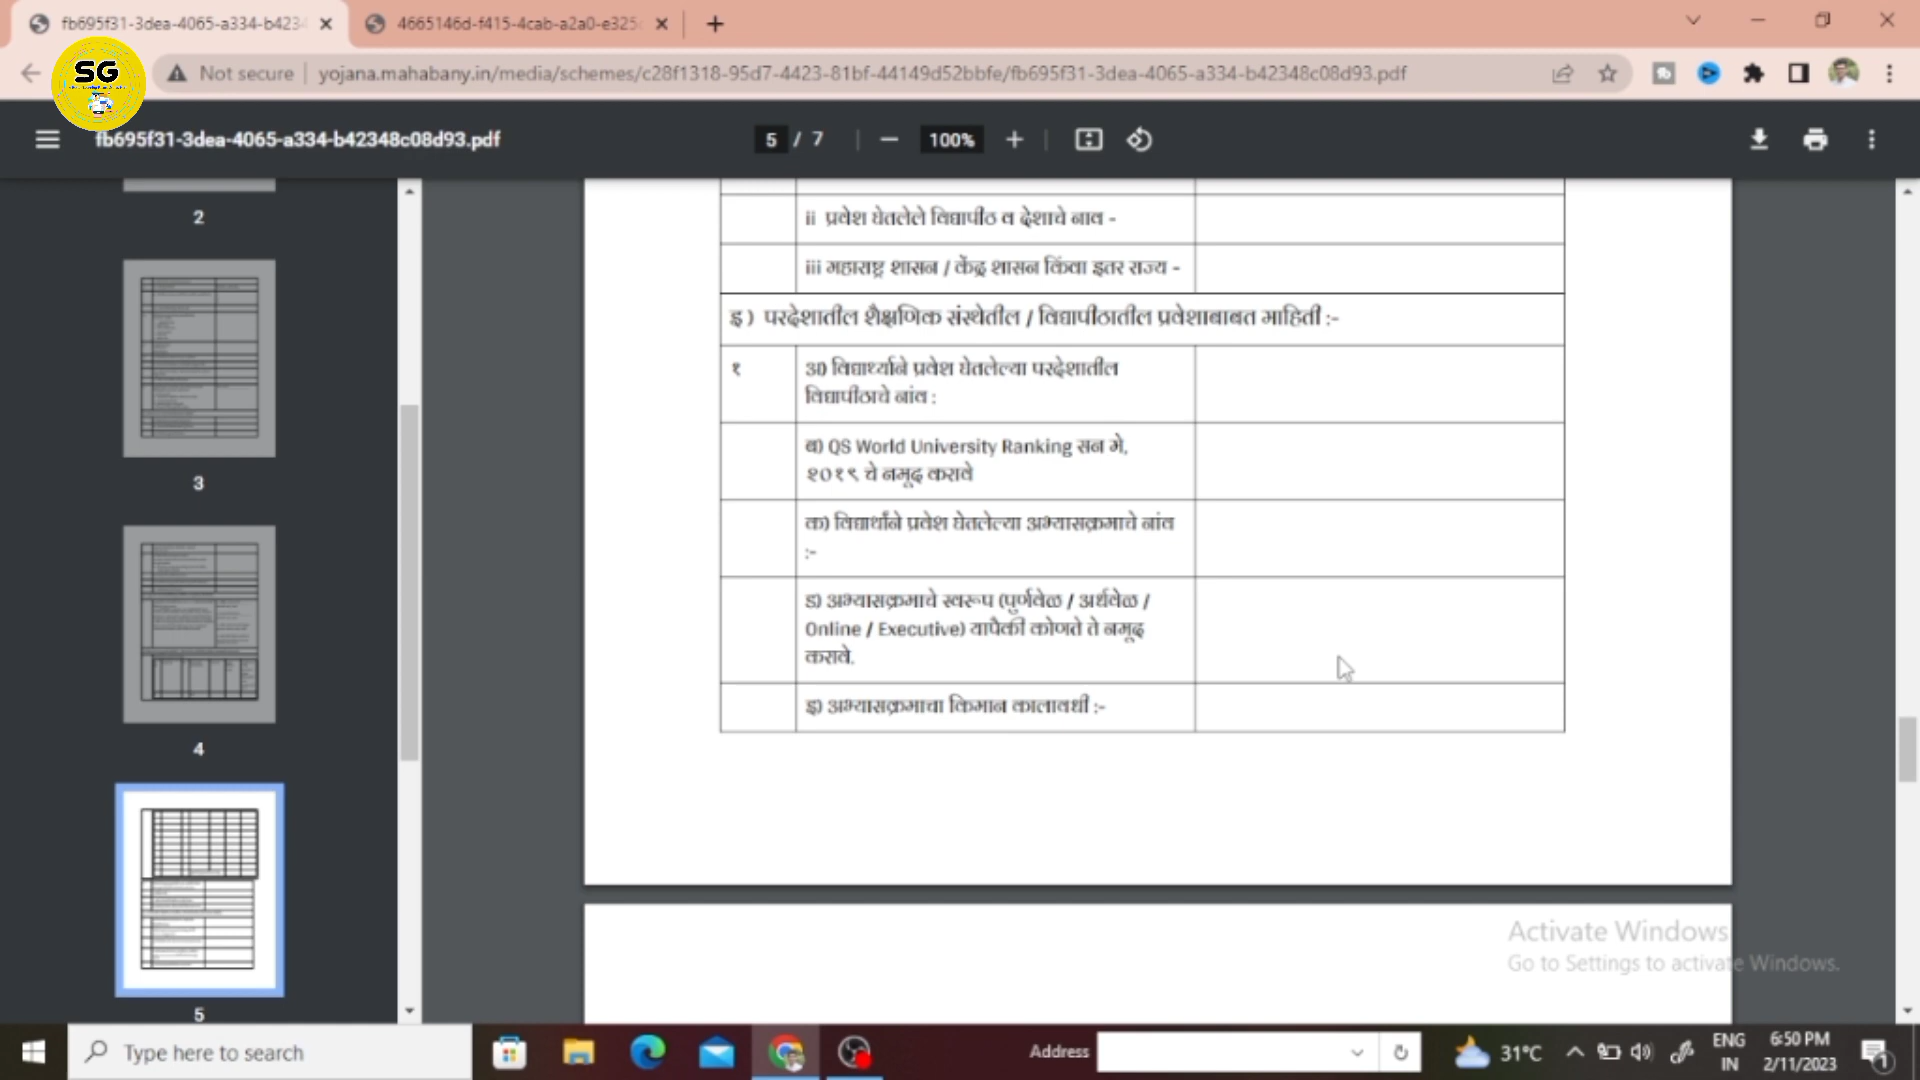 fb695f31-3dea-4065-a334-b423
4665146d-f415-4cab-a2a0-e325
SG
Not secure
yojana.mahabany.in/media/schemes/c28f1318-95d7-4423-81bf-44149d52bbfe/fb695f31-3dea-4065-a334-b42348c08d93.pdf
fb695f31-3dea-4065-a334-b42348c08d93.pdf
5 / 7
100%
2
3
4
5
ii प्रवेश घेतलेले विद्यापीठ व देशाचे नाव -
iii महाराष्ट्र शासन / केंद्र शासन किंवा इतर राज्य -
इ) परदेशातील शैक्षणिक संस्थेतील / विद्यापीठातील प्रवेशाबाबत माहिती :-
१
अ) विद्यार्थ्याने प्रवेश घेतलेल्या परदेशातील
विद्यापीठाचे नांव :
ब) QS World University Ranking सन मे,
२०१९ चे नमूद करावे
क) विद्यार्थांने प्रवेश घेतलेल्या अभ्यासक्रमाचे नांव
:-
ड) अभ्यासक्रमाचे स्वरूप (पुर्णवेळ / अर्धवेळ /
Online / Executive) यापैकी कोणते ते नमूद
करावे.
इ) अभ्यासक्रमाचा किमान कालावधी :-
Activate Windows
Go to Settings to activate Windows.
Type here to search
Address
31°C
ENG
IN
6:50 PM
2/11/2023
1